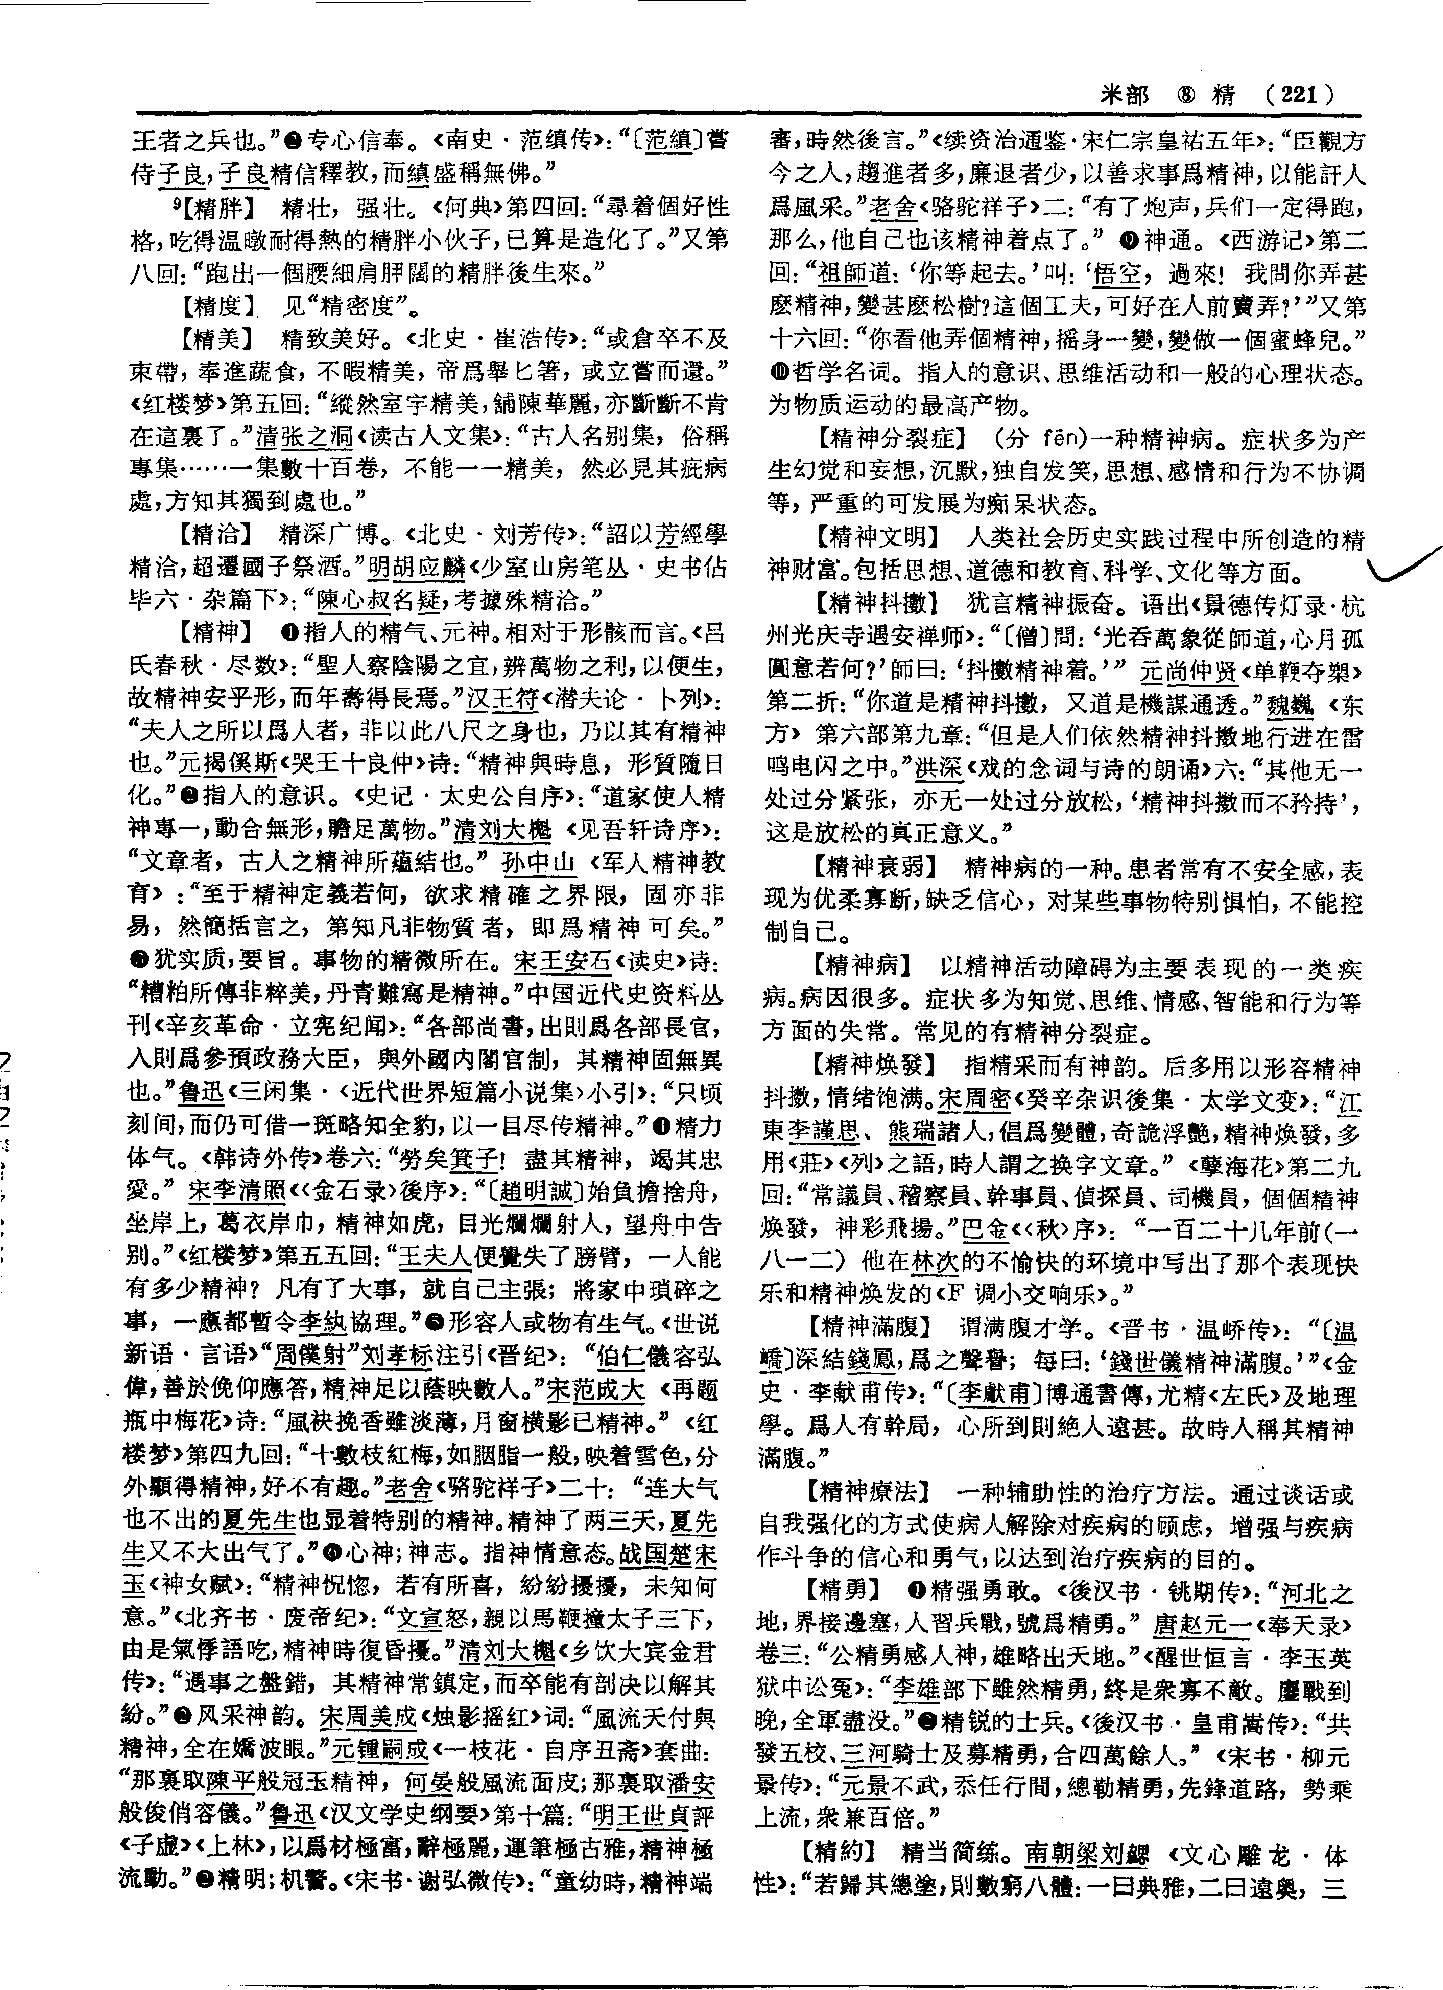 米部 ⑧ 精 (221)
王者之兵也。”❷专心信奉。《南史·范缜传》：“〔范縝〕嘗
侍子良，子良精信釋教，而縝盛稱無佛。”
⁹【精胖】 精壮，强壮。《何典》第四回：“尋着個好性
格，吃得温暾耐得熱的精胖小伙子，已算是造化了。”又第
八回：“跑出一個腰細肩胛闊的精胖後生來。”
【精度】 见“精密度”。
【精美】 精致美好。《北史·崔浩传》：“或倉卒不及
束帶，奉進蔬食，不暇精美，帝爲舉匕箸，或立嘗而還。”
《红楼梦》第五回：“縱然室宇精美，鋪陳華麗，亦斷斷不肯
在這裏了。”清张之洞《读古人文集》：“古人名别集，俗稱
專集……一集數十百卷，不能一一精美，然必見其疵病
處，方知其獨到處也。”
【精洽】 精深广博。《北史·刘芳传》：“詔以芳經學
精洽，超遷國子祭酒。”明胡应麟《少室山房笔丛·史书佔
毕六·杂篇下》：“陳心叔名疑，考據殊精洽。”
【精神】 ❶指人的精气、元神。相对于形骸而言。《吕
氏春秋·尽数》：“聖人察陰陽之宜，辨萬物之利，以便生，
故精神安乎形，而年壽得長焉。”汉王符《潜夫论·卜列》：
“夫人之所以爲人者，非以此八尺之身也，乃以其有精神
也。”元揭傒斯《哭王十良仲》诗：“精神與時息，形質隨日
化。”❷指人的意识。《史记·太史公自序》：“道家使人精
神專一，動合無形，贍足萬物。”清刘大櫆《见吾轩诗序》：
“文章者，古人之精神所蘊結也。”孙中山《军人精神教
育》：“至于精神定義若何，欲求精確之界限，固亦非
易，然簡括言之，第知凡非物質者，即爲精神可矣。”
❸犹实质，要旨。事物的精微所在。宋王安石《读史》诗：
“糟粕所傳非粹美，丹青難寫是精神。”中国近代史资料丛
刊《辛亥革命·立宪纪闻》：“各部尚書，出則爲各部長官，
入則爲參預政務大臣，與外國内閣官制，其精神固無異
也。”鲁迅《三闲集·〈近代世界短篇小说集〉小引》：“只顷
刻间，而仍可借一斑略知全豹，以一目尽传精神。”❹精力
体气。《韩诗外传》卷六：“勞矣箕子！盡其精神，竭其忠
愛。”宋李清照《〈金石录〉後序》：“〔趙明誠〕始負擔捨舟，
坐岸上，葛衣岸巾，精神如虎，目光爛爛射人，望舟中告
别。”《红楼梦》第五五回：“王夫人便覺失了膀臂，一人能
有多少精神？凡有了大事，就自己主張；將家中瑣碎之
事，一應都暫令李紈協理。”❺形容人或物有生气。《世说
新语·言语》“周僕射”刘孝标注引《晋纪》：“伯仁儀容弘
偉，善於俛仰應答，精神足以蔭映數人。”宋范成大《再题
瓶中梅花》诗：“風袂挽香雖淡薄，月窗横影已精神。”《红
楼梦》第四九回：“十數枝紅梅，如胭脂一般，映着雪色，分
外顯得精神，好不有趣。”老舍《骆驼祥子》二十：“连大气
也不出的夏先生也显着特别的精神。精神了两三天，夏先
生又不大出气了。”❻心神；神志。指神情意态。战国楚宋
玉《神女赋》：“精神怳惚，若有所喜，紛紛擾擾，未知何
意。”《北齐书·废帝纪》：“文宣怒，親以馬鞭撞太子三下，
由是氣悸語吃，精神時復昏擾。”清刘大櫆《乡饮大宾金君
传》：“遇事之盤錯，其精神常鎮定，而卒能有剖决以解其
紛。”❼风采神韵。宋周美成《烛影摇红》词：“風流天付與
精神，全在嬌波眼。”元锺嗣成《一枝花·自序丑斋》套曲：
“那裏取陳平般冠玉精神，何晏般風流面皮；那裏取潘安
般俊俏容儀。”鲁迅《汉文学史纲要》第十篇：“明王世貞評
《子虚》《上林》，以爲材極富，辭極麗，運筆極古雅，精神極
流動。”❽精明；机警。《宋书·谢弘微传》：“童幼時，精神端
審，時然後言。”《续资治通鉴·宋仁宗皇祐五年》：“臣觀方
今之人，趨進者多，廉退者少，以善求事爲精神，以能訐人
爲風采。”老舍《骆驼祥子》二：“有了炮声，兵们一定得跑，
那么，他自己也该精神着点了。”❾神通。《西游记》第二
回：“祖師道：‘你等起去。’叫：‘悟空，過來！我問你弄甚
麽精神，變甚麽松樹？這個工夫，可好在人前賣弄？’”又第
十六回：“你看他弄個精神，摇身一變，變做一個蜜蜂兒。”
❿哲学名词。指人的意识、思维活动和一般的心理状态。
为物质运动的最高产物。
【精神分裂症】 （分 fēn）一种精神病。症状多为产
生幻觉和妄想，沉默，独自发笑，思想、感情和行为不协调
等，严重的可发展为痴呆状态。
【精神文明】 人类社会历史实践过程中所创造的精
神财富。包括思想、道德和教育、科学、文化等方面。
【精神抖擻】 犹言精神振奋。语出《景德传灯录·杭
州光庆寺遇安禅师》：“〔僧〕問：‘光吞萬象從師道，心月孤
圓意若何？’師曰：‘抖擻精神着。’”元尚仲贤《单鞭夺槊》
第二折：“你道是精神抖擻，又道是機謀通透。”魏巍《东
方》第六部第九章：“但是人们依然精神抖擞地行进在雷
鸣电闪之中。”洪深《戏的念词与诗的朗诵》六：“其他无一
处过分紧张，亦无一处过分放松，‘精神抖擞而不矜持’，
这是放松的真正意义。”
【精神衰弱】 精神病的一种。患者常有不安全感，表
现为优柔寡断，缺乏信心，对某些事物特别惧怕，不能控
制自己。
【精神病】 以精神活动障碍为主要表现的一类疾
病。病因很多。症状多为知觉、思维、情感、智能和行为等
方面的失常。常见的有精神分裂症。
【精神焕發】 指精采而有神韵。后多用以形容精神
抖擞，情绪饱满。宋周密《癸辛杂识後集·太学文变》：“江
東李謹思、熊瑞諸人，倡爲變體，奇詭浮艷，精神焕發，多
用《莊》《列》之語，時人謂之换字文章。”《孽海花》第二九
回：“常議員、稽察員、幹事員、偵探員、司機員，個個精神
焕發，神彩飛揚。”巴金《〈秋〉序》：“一百二十几年前（一
八一二）他在林次的不愉快的环境中写出了那个表现快
乐和精神焕发的《F 调小交响乐》。”
【精神滿腹】 谓满腹才学。《晋书·温峤传》：“〔温
嶠〕深結錢鳳，爲之聲譽；每曰：‘錢世儀精神滿腹。’”《金
史·李献甫传》：“〔李獻甫〕博通書傳，尤精《左氏》及地理
學。爲人有幹局，心所到則絶人遠甚。故時人稱其精神
滿腹。”
【精神療法】 一种辅助性的治疗方法。通过谈话或
自我强化的方式使病人解除对疾病的顾虑，增强与疾病
作斗争的信心和勇气，以达到治疗疾病的目的。
【精勇】 ❶精强勇敢。《後汉书·铫期传》：“河北之
地，界接邊塞，人習兵戰，號爲精勇。”唐赵元一《奉天录》
卷三：“公精勇感人神，雄略出天地。”《醒世恒言·李玉英
狱中讼冤》：“李雄部下雖然精勇，終是衆寡不敵。鏖戰到
晚，全軍盡没。”❷精锐的士兵。《後汉书·皇甫嵩传》：“共
發五校、三河騎士及募精勇，合四萬餘人。”《宋书·柳元
景传》：“元景不武，忝任行間，總勒精勇，先鋒道路，勢乘
上流，衆兼百倍。”
【精約】 精当简练。南朝梁刘勰《文心雕龙·体
性》：“若歸其總塗，則數窮八體：一曰典雅，二曰遠奥，三